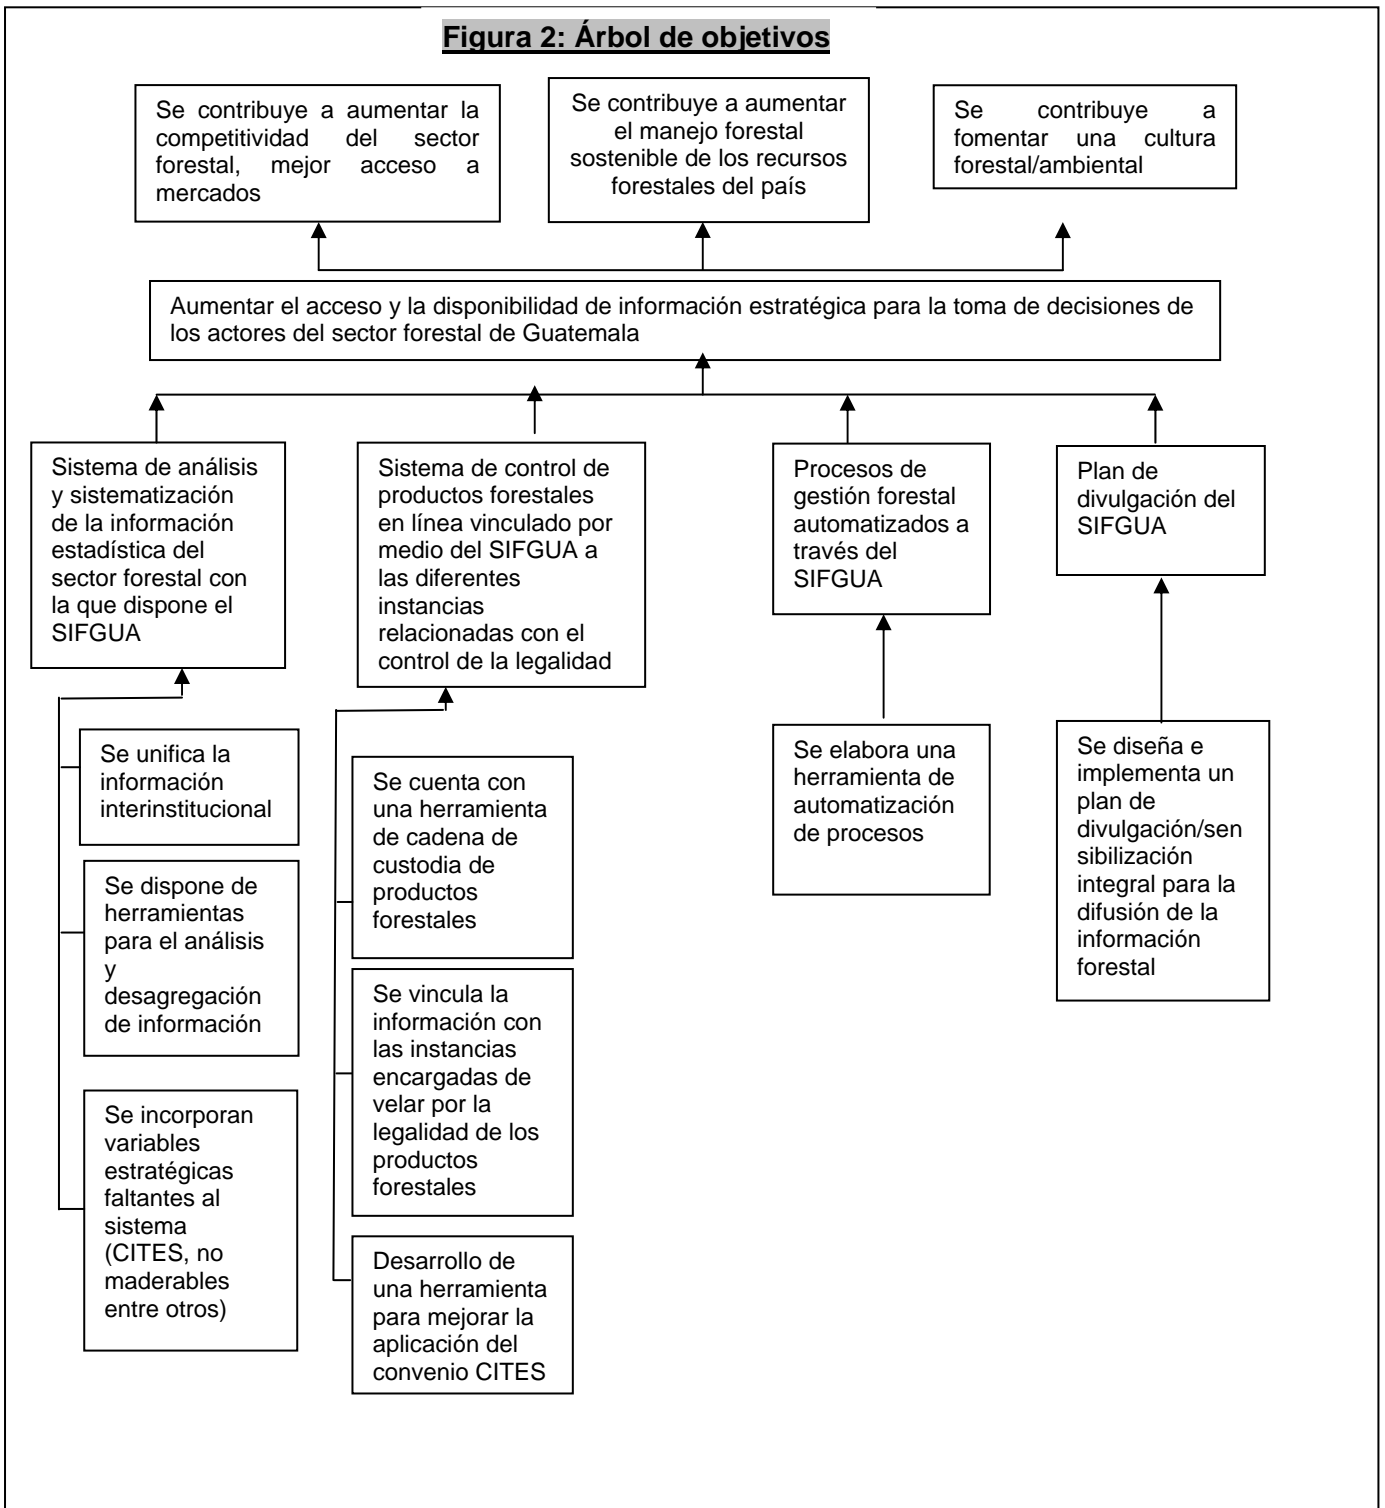 Figura 2: Árbol de objetivos
Se contribuye a aumentar la
competitividad del sector
forestal, mejor acceso a
mercados
Se contribuye a aumentar
el manejo forestal
sostenible de los recursos
forestales del país
Se contribuye a
fomentar una cultura
forestal/ambiental
Aumentar el acceso y la disponibilidad de información estratégica para la toma de decisiones de
los actores del sector forestal de Guatemala
Sistema de análisis
y sistematización
de la información
estadística del
sector forestal con
la que dispone el
SIFGUA
Sistema de control de
productos forestales
en línea vinculado por
medio del SIFGUA a
las diferentes
instancias
relacionadas con el
control de la legalidad
Procesos de
gestión forestal
automatizados a
través del
SIFGUA
Plan de
divulgación del
SIFGUA
Se unifica la
información
interinstitucional
Se dispone de
herramientas
para el análisis
y
desagregación
de información
Se incorporan
variables
estratégicas
faltantes al
sistema
(CITES, no
maderables
entre otros)
Se cuenta con
una herramienta
de cadena de
custodia de
productos
forestales
Se vincula la
información con
las instancias
encargadas de
velar por la
legalidad de los
productos
forestales
Desarrollo de
una herramienta
para mejorar la
aplicación del
convenio CITES
Se elabora una
herramienta de
automatización
de procesos
Se diseña e
implementa un
plan de
divulgación/sen
sibilización
integral para la
difusión de la
información
forestal